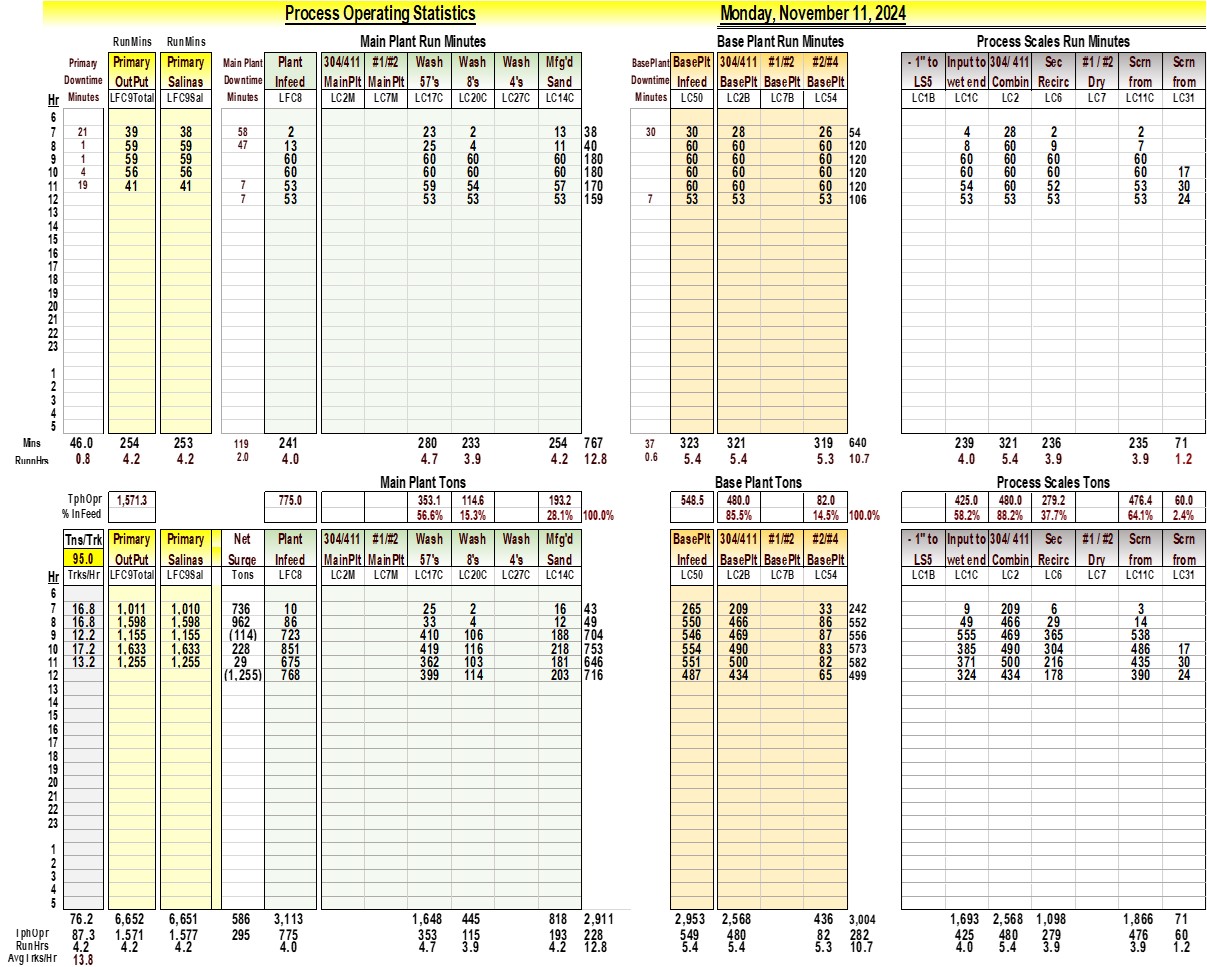 Process Operating Statistics Monday, November 11, 2024
RunMins RunMins Main Plant Run Minutes Base Plant Run Minutes Process Scales Run Minutes
Primary Primary Primary Main Plant Plant 304/411 #1/#2 Wash Wash Wash Mfg'd BasePlant BasePlt 304/411 #1/#2 #2/#4 - 1" to Input to 304/ 411 Sec #1 / #2 Scrn Scrn
Downtime OutPut Salinas Downtime Infeed MainPlt MainPlt 57's 8's 4's Sand Downtime Infeed BasePlt BasePlt BasePlt LS5 wet end Combin Recirc Dry from from
Hr Minutes LFC9Total LFC9Sal Minutes LFC8 LC2M LC7M LC17C LC20C LC27C LC14C Minutes LC50 LC2B LC7B LC54 LC1B LC1C LC2 LC6 LC7 LC11C LC31
6
7 21 39 38 58 2 23 2 13 38 30 30 28 26 54 4 28 2 2
8 1 59 59 47 13 25 4 11 40 60 60 60 120 8 60 9 7
9 1 59 59 60 60 60 60 180 60 60 60 120 60 60 60 60
10 4 56 56 60 60 60 60 180 60 60 60 120 60 60 60 60 17
11 19 41 41 7 53 59 54 57 170 60 60 60 120 54 60 52 53 30
12 7 53 53 53 53 159 7 53 53 53 106 53 53 53 53 24
13
14
15
16
17
18
19
20
21
22
23
1
2
3
4
5
Mins 46.0 254 253 119 241 280 233 254 767 37 323 321 319 640 239 321 236 235 71
RunnHrs 0.8 4.2 4.2 2.0 4.0 4.7 3.9 4.2 12.8 0.6 5.4 5.4 5.3 10.7 4.0 5.4 3.9 3.9 1.2
Main Plant Tons Base Plant Tons Process Scales Tons
TphOpr 1,571.3 775.0 353.1 114.6 193.2 548.5 480.0 82.0 425.0 480.0 279.2 476.4 60.0
% InFeed 56.6% 15.3% 28.1% 100.0% 85.5% 14.5% 100.0% 58.2% 88.2% 37.7% 64.1% 2.4%
Tns/Trk Primary Primary Net Plant 304/411 #1/#2 Wash Wash Wash Mfg'd BasePlt 304/411 #1/#2 #2/#4 - 1" to Input to 304/ 411 Sec #1 / #2 Scrn Scrn
95.0 OutPut Salinas Surge Infeed MainPlt MainPlt 57's 8's 4's Sand Infeed BasePlt BasePlt BasePlt LS5 wet end Combin Recirc Dry from from
Hr Trks/Hr LFC9Total LFC9Sal Tons LFC8 LC2M LC7M LC17C LC20C LC27C LC14C LC50 LC2B LC7B LC54 LC1B LC1C LC2 LC6 LC7 LC11C LC31
6
7 16.8 1,011 1,010 736 10 25 2 16 43 265 209 33 242 9 209 6 3
8 16.8 1,598 1,598 962 86 33 4 12 49 550 466 86 552 49 466 29 14
9 12.2 1,155 1,155 (114) 723 410 106 188 704 546 469 87 556 555 469 365 538
10 17.2 1,633 1,633 228 851 419 116 218 753 554 490 83 573 385 490 304 486 17
11 13.2 1,255 1,255 29 675 362 103 181 646 551 500 82 582 371 500 216 435 30
12 (1,255) 768 399 114 203 716 487 434 65 499 324 434 178 390 24
13
14
15
16
17
18
19
20
21
22
23
1
2
3
4
5
76.2 6,652 6,651 586 3,113 1,648 445 818 2,911 2,953 2,568 436 3,004 1,693 2,568 1,098 1,866 71
TphOpr 87.3 1,571 1,577 295 775 353 115 193 228 549 480 82 282 425 480 279 476 60
RunHrs 4.2 4.2 4.2 4.0 4.7 3.9 4.2 12.8 5.4 5.4 5.3 10.7 4.0 5.4 3.9 3.9 1.2
AvgTrks/Hr 13.8